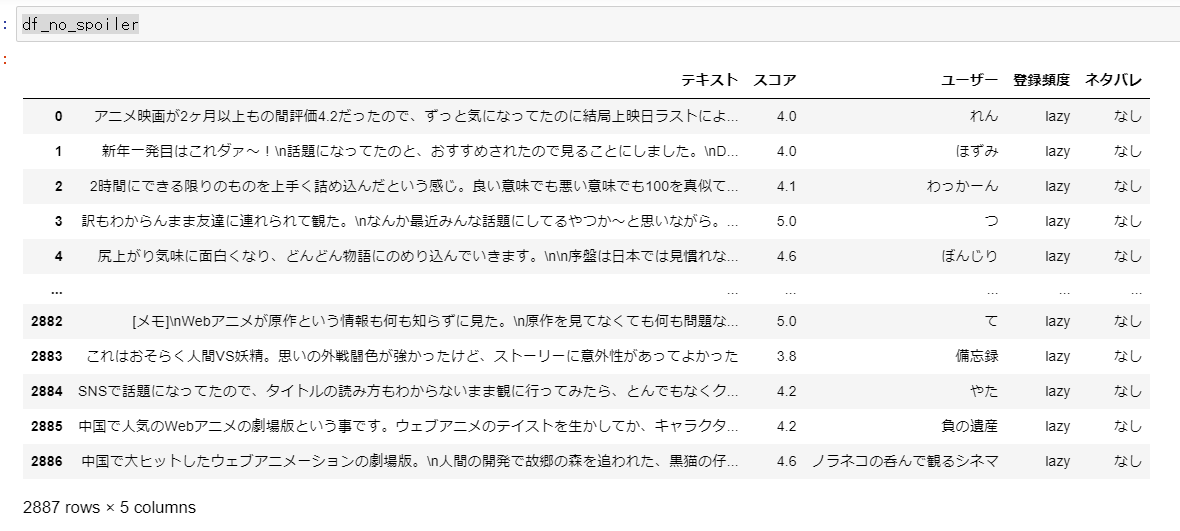 : df_no_spoiler
:
テキスト スコア ユーザー 登録頻度 ネタバレ
0 アニメ映画が2ヶ月以上もの間評価4.2だったので、ずっと気になってたのに結局上映日ラストによ... 4.0 れん lazy なし
1 新年一発目はこれダァ〜！\n話題になってたのと、おすすめされたので見ることにしました。\nD... 4.0 ほずみ lazy なし
2 2時間にできる限りのものを上手く詰め込んだという感じ。良い意味でも悪い意味でも100を真似て... 4.1 わっかーん lazy なし
3 訳もわからんまま友達に連れられて観た。\nなんか最近みんな話題にしてるやつか〜と思いながら。... 5.0 つ lazy なし
4 尻上がり気味に面白くなり、どんどん物語にのめり込んでいきます。\n\n序盤は日本では見慣れな... 4.6 ぼんじり lazy なし
... ... ... ... ... ...
2882 [メモ]\nWebアニメが原作という情報も何も知らずに見た。\n原作を見てなくても何も問題な... 5.0 て lazy なし
2883 これはおそらく人間VS妖精。思いの外戦闘色が強かったけど、ストーリーに意外性があってよかった 3.8 備忘録 lazy なし
2884 SNSで話題になってたので、タイトルの読み方もわからないまま観に行ってみたら、とんでもなくク... 4.2 やた lazy なし
2885 中国で人気のWebアニメの劇場版という事です。ウェブアニメのテイストを生かしてか、キャラクタ... 4.2 負の遺産 lazy なし
2886 中国で大ヒットしたウェブアニメーションの劇場版。\n人間の開発で故郷の森を追われた、黒猫の仔... 4.6 ノラネコの呑んで観るシネマ lazy なし
2887 rows × 5 columns